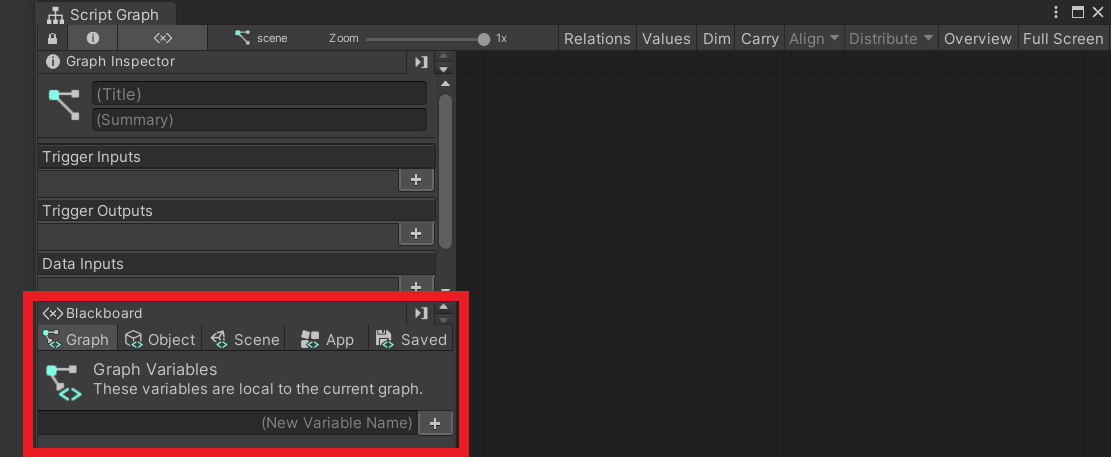 Script Graph
scene Zoom 1x Relations Values Dim Carry Align Distribute Overview Full Screen
Graph Inspector
(Title)
(Summary)
Trigger Inputs
+
Trigger Outputs
+
Data Inputs
+
Blackboard
Graph Object Scene App Saved
Graph Variables
These variables are local to the current graph.
(New Variable Name) +